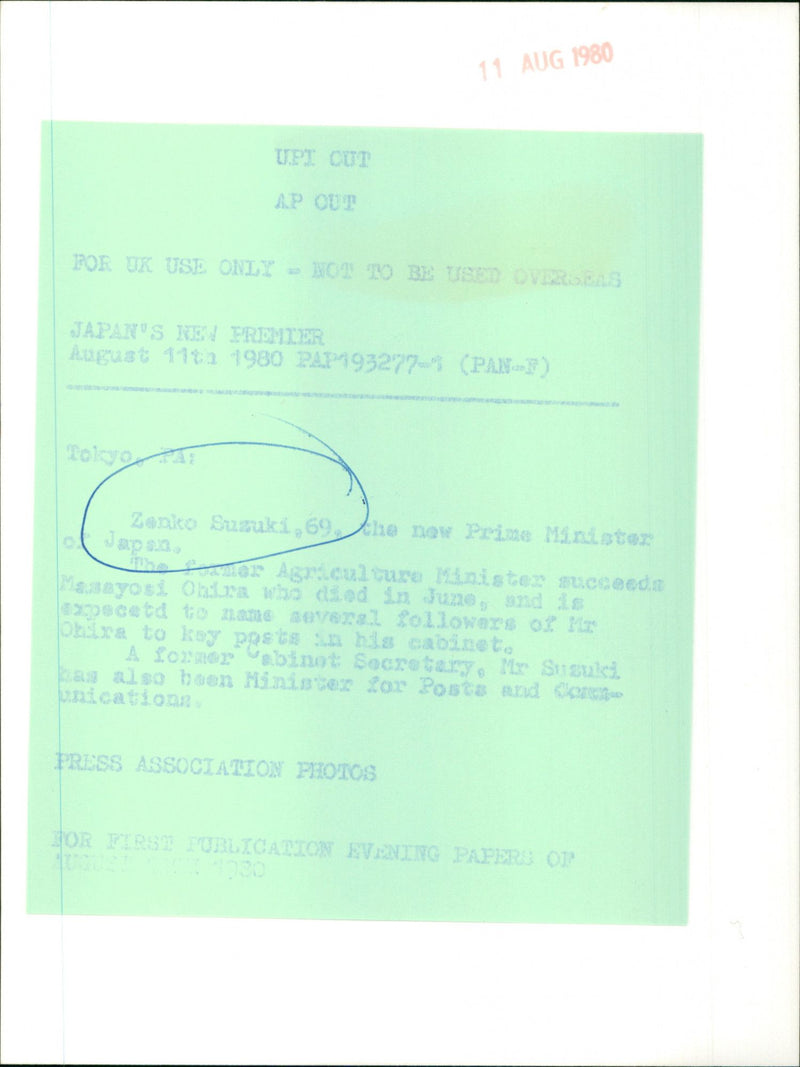 11 AUG 1980
UPI OUT
AP OUT
FOR UK USE ONLY - NOT TO BE USED OVERSEAS
JAPAN'S NEW PREMIER
August 11th 1980 PAP193277-1 (PAN-F)
Tokyo, PA:
Zenko Suzuki,69, the new Prime Minister
of Japan.
The former Agriculture Minister succeeds
Masayosi Ohira who died in June, and is
expecetd to name several followers of Mr
Ohira to key posts in his cabinet.
A former Cabinet Secretary, Mr Suzuki
has also been Minister for Posts and Comm-
unications.
PRESS ASSOCIATION PHOTOS
FOR FIRST PUBLICATION EVENING PAPERS OF
AUGUST 1980